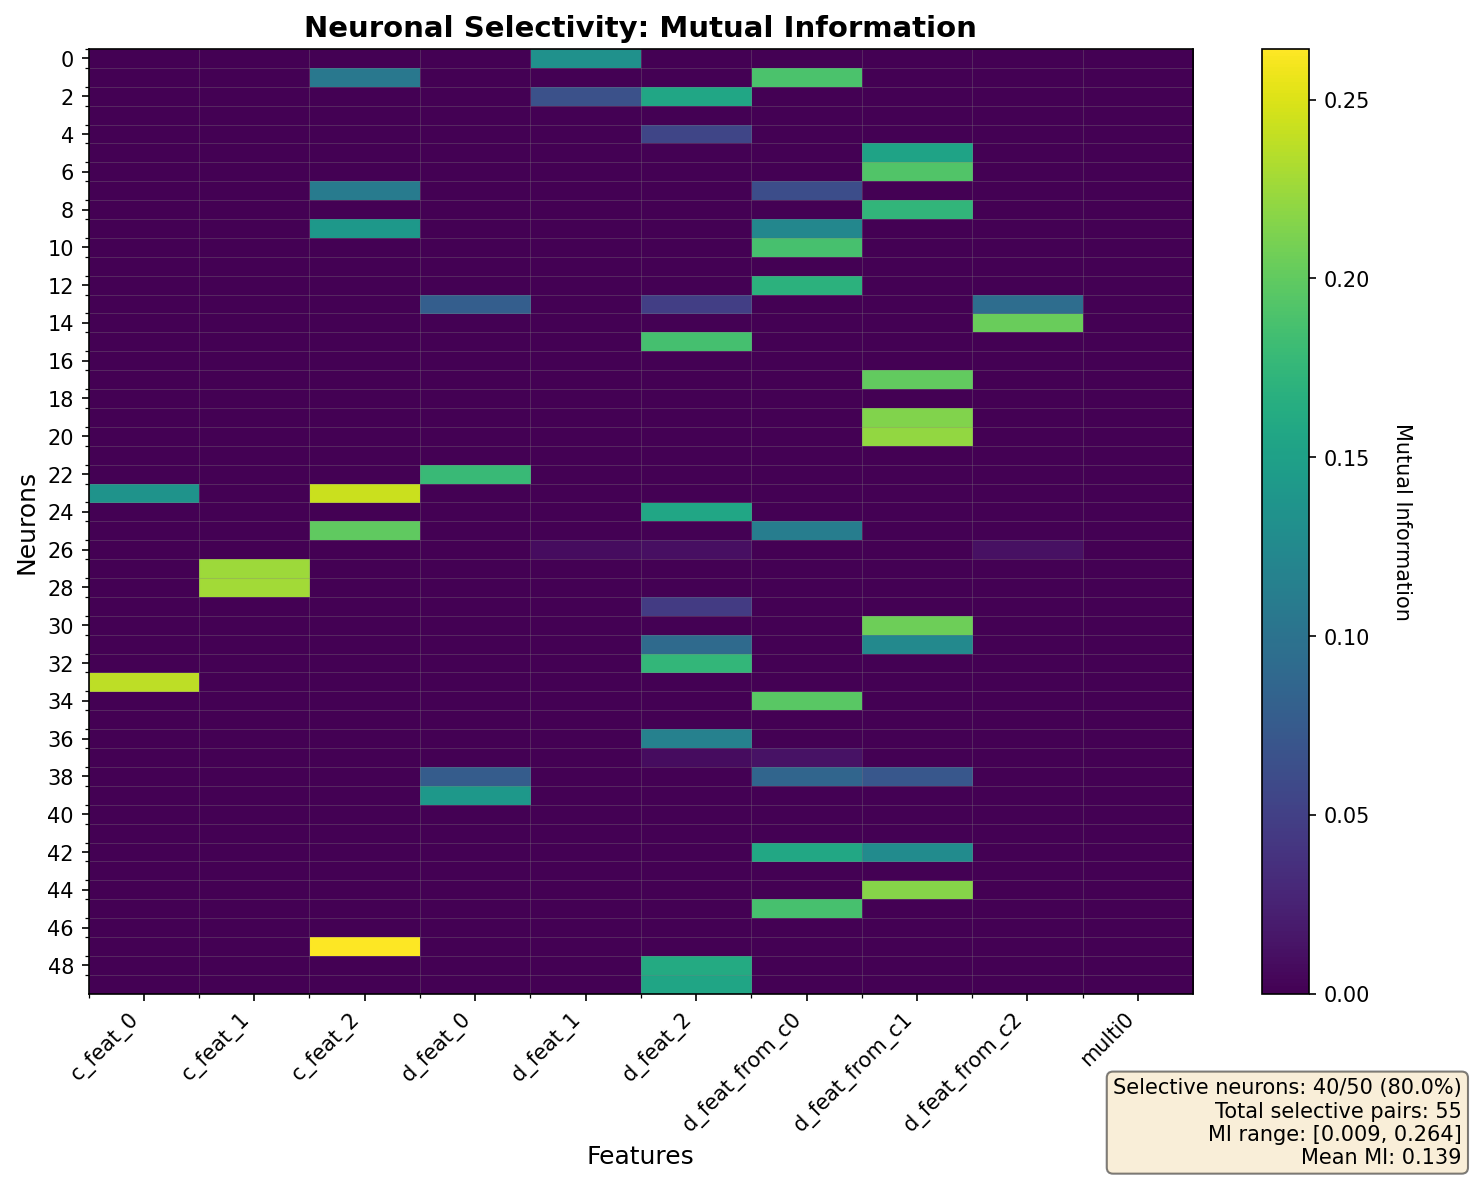 Neuronal Selectivity: Mutual Information
0
2
4
6
8
10
12
14
16
18
20
22
24
26
28
30
32
34
36
38
40
42
44
46
48
Neurons
c_feat_0
c_feat_1
c_feat_2
d_feat_0
d_feat_1
d_feat_2
d_feat_from_c0
d_feat_from_c1
d_feat_from_c2
multi0
Features
0.25
0.20
0.15
0.10
0.05
0.00
Mutual Information
Selective neurons: 40/50 (80.0%)
Total selective pairs: 55
MI range: [0.009, 0.264]
Mean MI: 0.139